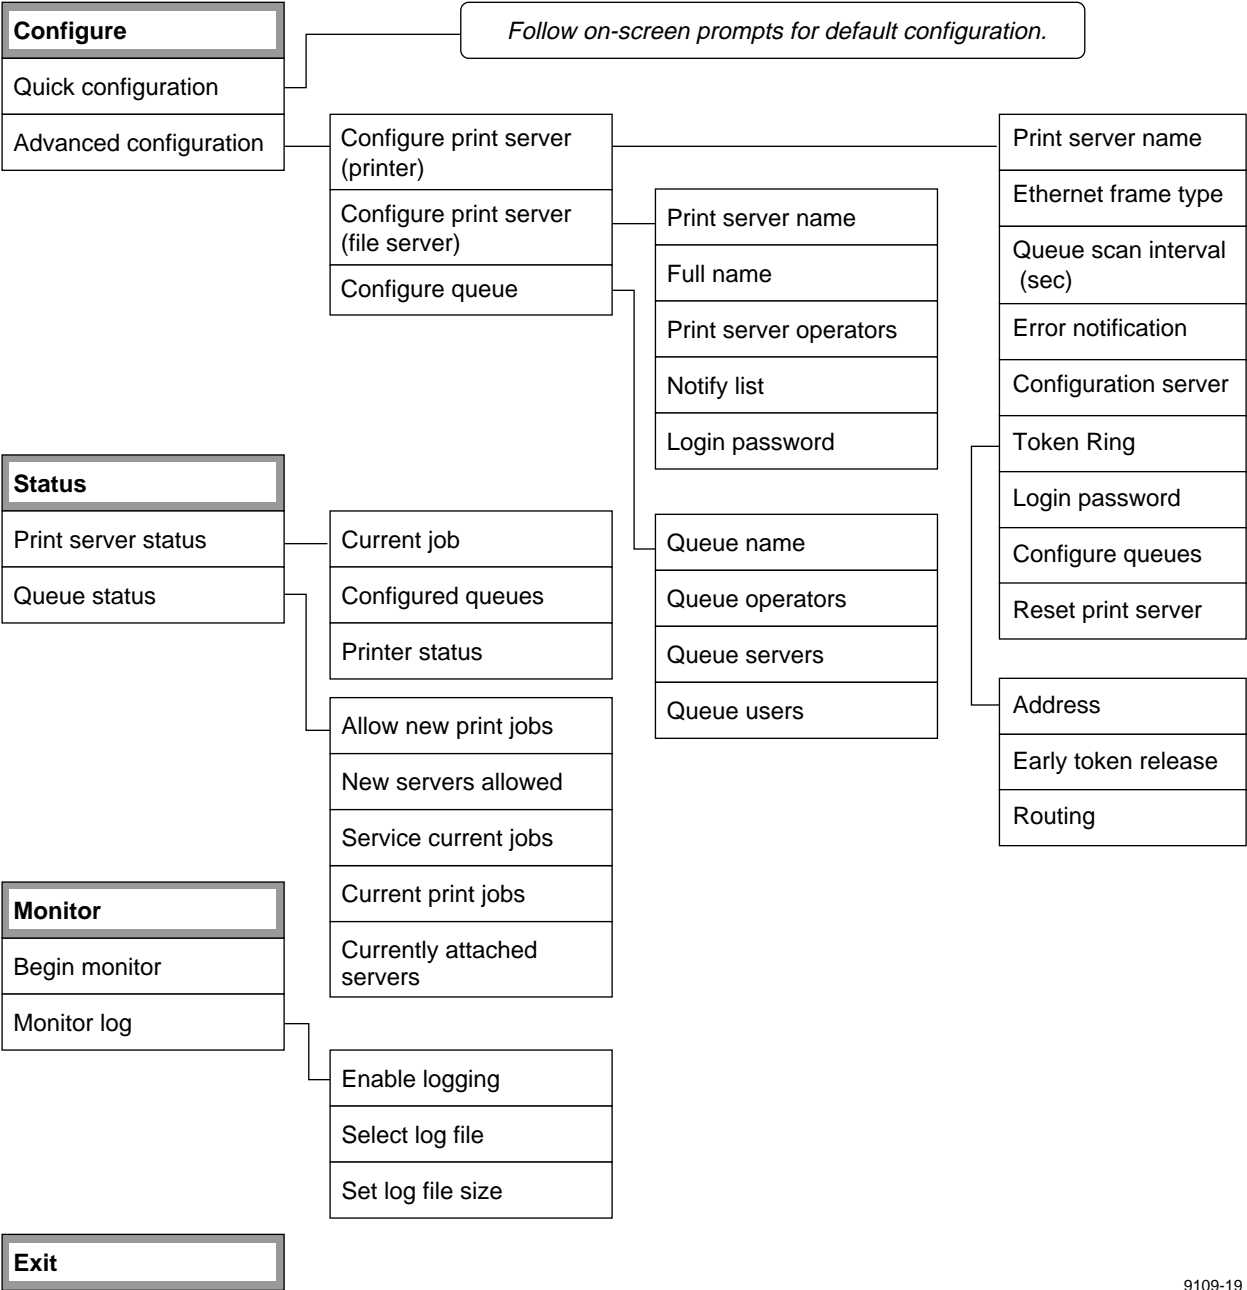 Configure
Follow on-screen prompts for default configuration.
Quick configuration
Advanced configuration
Configure print server
(printer)
Configure print server
(file server)
Configure queue
Print server name
Full name
Print server operators
Notify list
Login password
Queue name
Queue operators
Queue servers
Queue users
Print server name
Ethernet frame type
Queue scan interval
(sec)
Error notification
Configuration server
Token Ring
Login password
Configure queues
Reset print server
Address
Early token release
Routing
Status
Print server status
Queue status
Current job
Configured queues
Printer status
Allow new print jobs
New servers allowed
Service current jobs
Current print jobs
Currently attached
servers
Monitor
Begin monitor
Monitor log
Enable logging
Select log file
Set log file size
Exit
9109-19